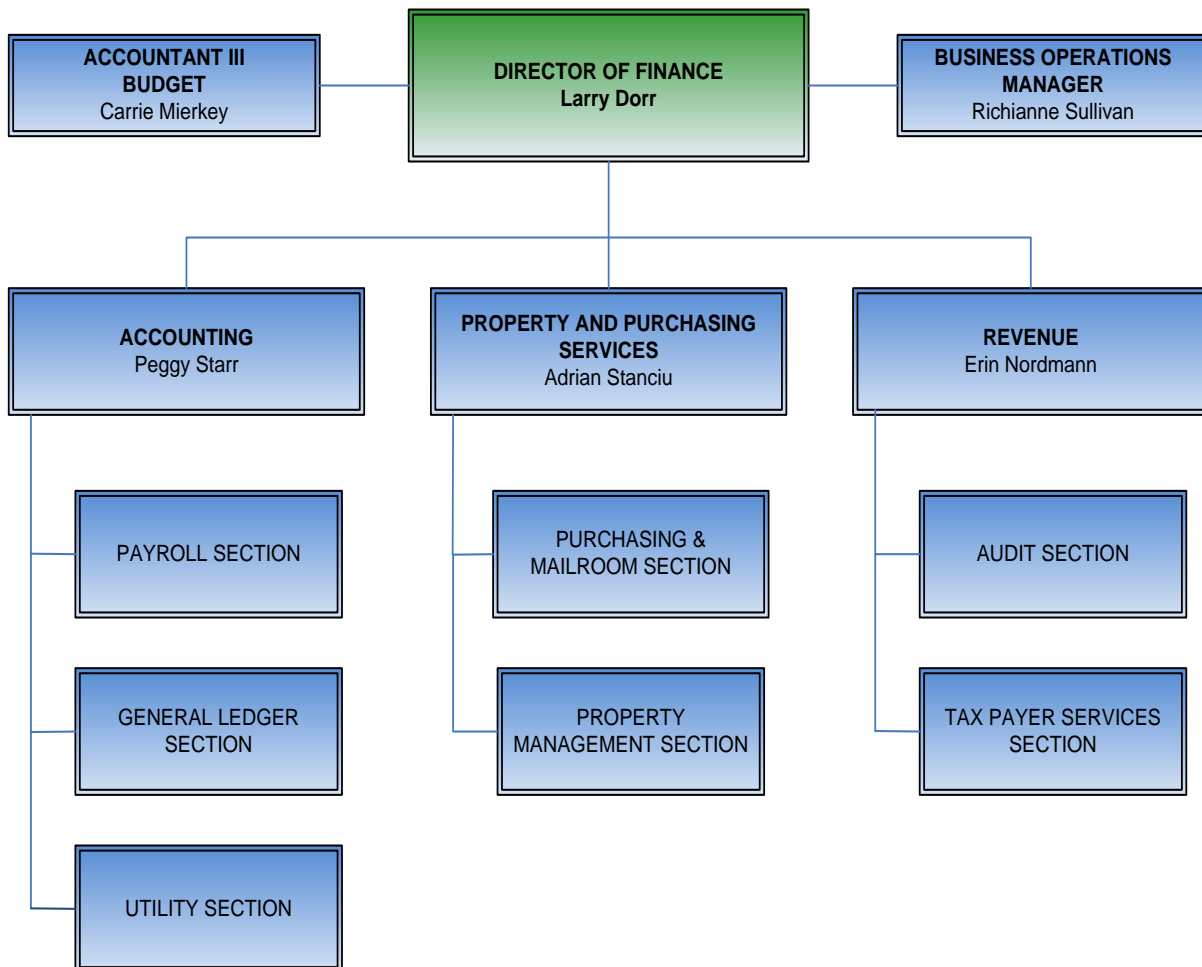 ACCOUNTANT III
BUDGET
Carrie Mierkey
DIRECTOR OF FINANCE
Larry Dorr
BUSINESS OPERATIONS
MANAGER
Richianne Sullivan
ACCOUNTING
Peggy Starr
PROPERTY AND PURCHASING
SERVICES
Adrian Stanciu
REVENUE
Erin Nordmann
PAYROLL SECTION
PURCHASING &
MAILROOM SECTION
AUDIT SECTION
GENERAL LEDGER
SECTION
PROPERTY
MANAGEMENT SECTION
TAX PAYER SERVICES
SECTION
UTILITY SECTION